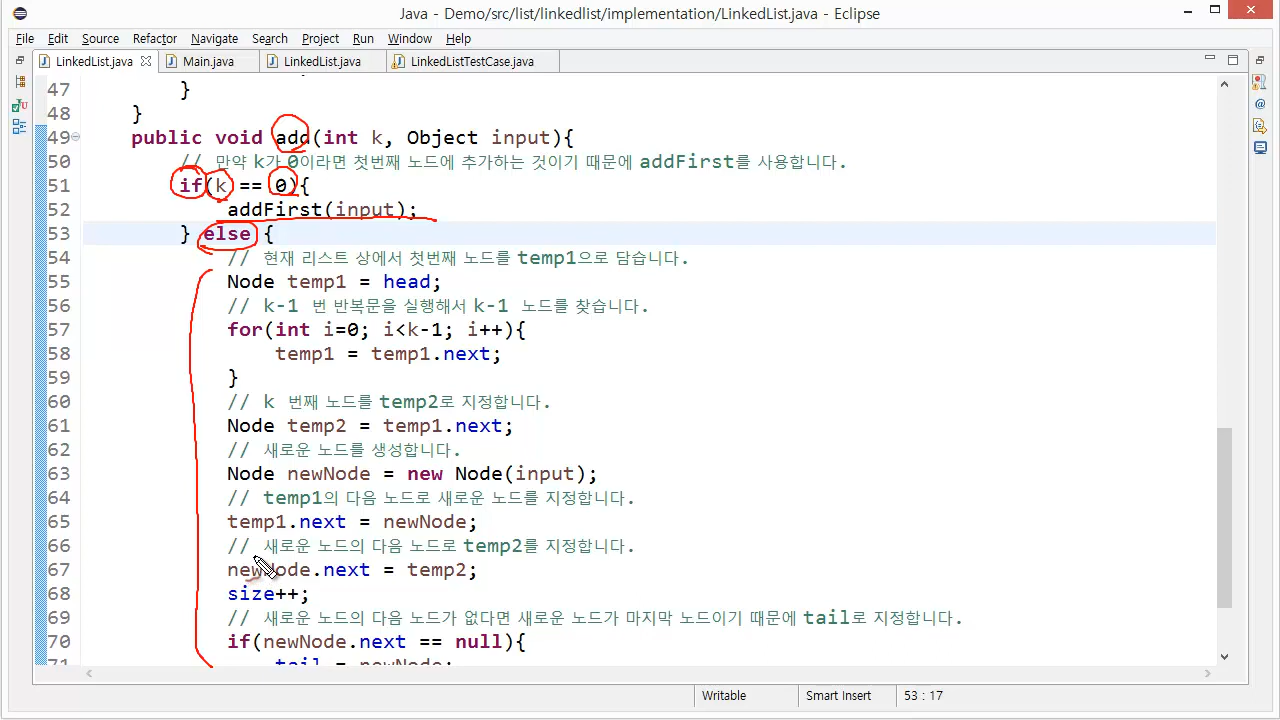 Java - Demo/src/list/linkedlist/implementation/LinkedList.java - Eclipse
File Edit Source Refactor Navigate Search Project Run Window Help
LinkedList.java Main.java LinkedList.java LinkedListTestCase.java
47 }
48 }
49 public void add(int k, Object input){
50 // 만약 k가 0이라면 첫번째 노드에 추가하는 것이기 때문에 addFirst를 사용합니다.
51 if(k == 0){
52 addFirst(input);
53 } else {
54 // 현재 리스트 상에서 첫번째 노드를 temp1으로 담습니다.
55 Node temp1 = head;
56 // k-1 번 반복문을 실행해서 k-1 노드를 찾습니다.
57 for(int i=0; i<k-1; i++){
58 temp1 = temp1.next;
59 }
60 // k 번째 노드를 temp2로 지정합니다.
61 Node temp2 = temp1.next;
62 // 새로운 노드를 생성합니다.
63 Node newNode = new Node(input);
64 // temp1의 다음 노드로 새로운 노드를 지정합니다.
65 temp1.next = newNode;
66 // 새로운 노드의 다음 노드로 temp2를 지정합니다.
67 newNode.next = temp2;
68 size++;
69 // 새로운 노드의 다음 노드가 없다면 새로운 노드가 마지막 노드이기 때문에 tail로 지정합니다.
70 if(newNode.next == null){
71 tail = newNode;
Writable Smart Insert 53 : 17